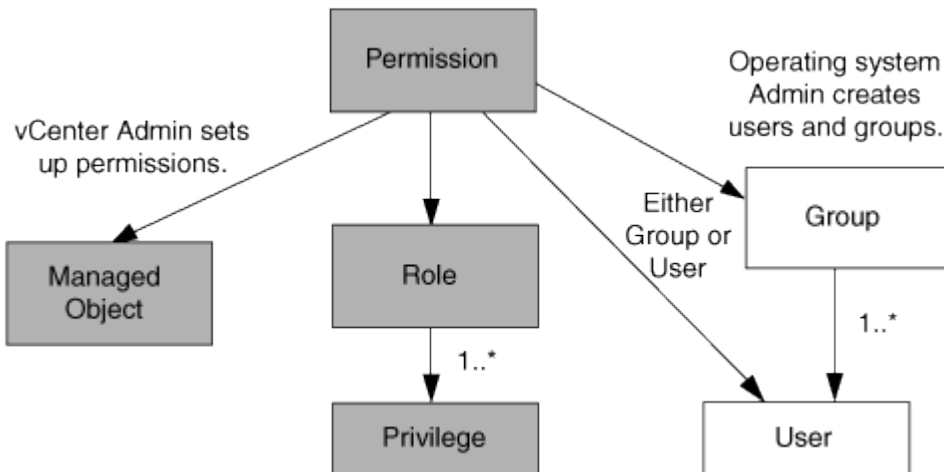 Permission
Operating system
Admin creates
users and groups.
vCenter Admin sets
up permissions.
Either
Group or
User
Group
Managed
Object
Role
1..*
1..*
Privilege
User